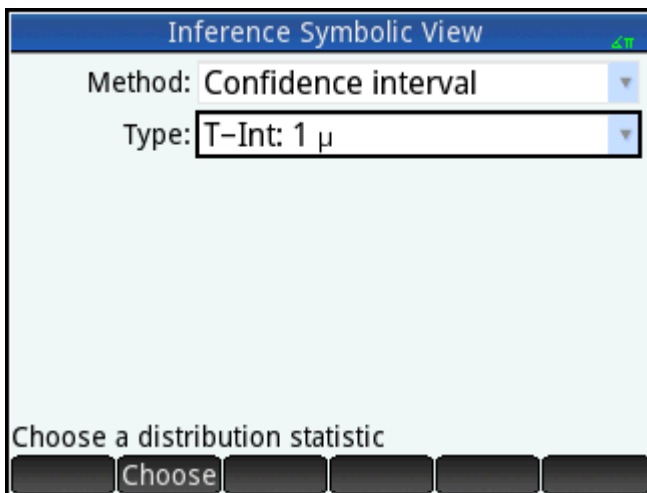 Inference Symbolic View
∡π
Method: Confidence interval
Type: T-Int: 1 μ
Choose a distribution statistic
Choose